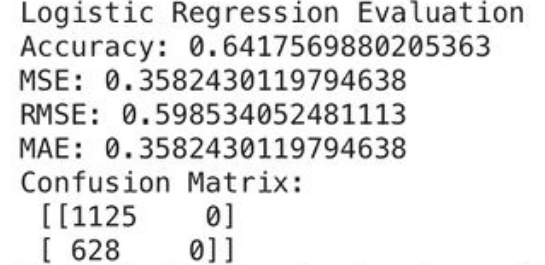 Logistic Regression Evaluation
Accuracy: 0.6417569880205363
MSE: 0.3582430119794638
RMSE: 0.598534052481113
MAE: 0.3582430119794638
Confusion Matrix:
[[1125 0]
[ 628 0]]